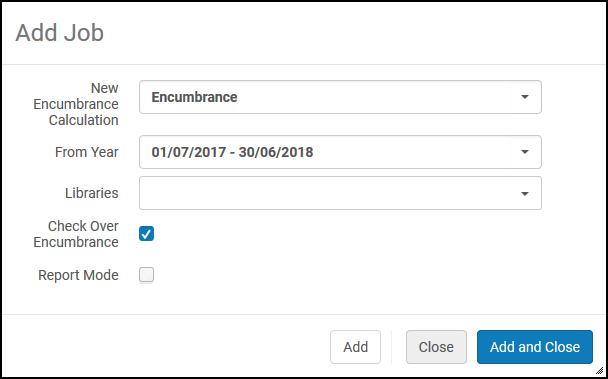 Add Job
New
Encumbrance
Calculation
Encumbrance
From Year
01/07/2017 - 30/06/2018
Libraries
Check Over
Encumbrance
Report Mode
Add
Close
Add and Close